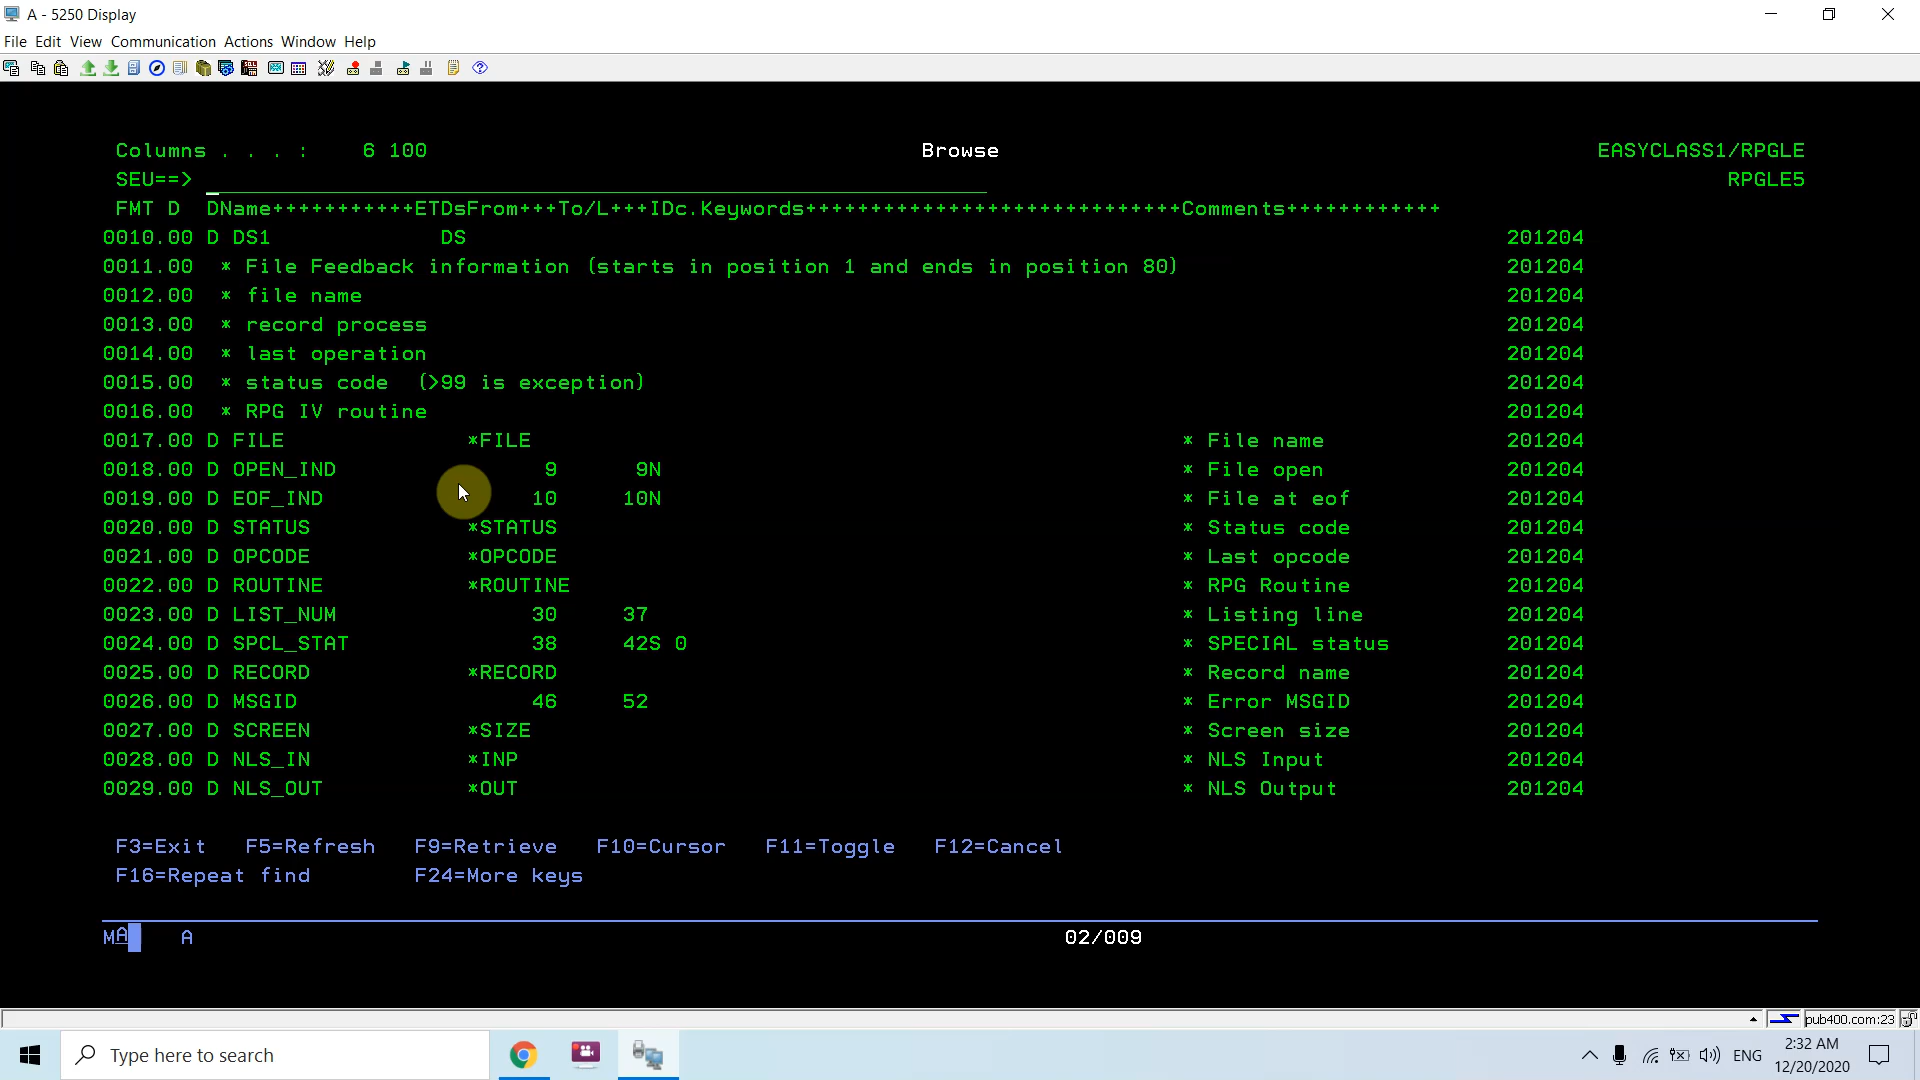 A - 5250 Display
File Edit View Communication Actions Window Help
Columns . . . :    6 100                                      Browse                                              EASYCLASS1/RPGLE
SEU==>                                                                                                                      RPGLE5
FMT D  DName+++++++++++ETDsFrom+++To/L+++IDc.Keywords+++++++++++++++++++++++++++++Comments++++++++++++
0010.00 D DS1             DS                                                                                 201204
0011.00  * File Feedback information (starts in position 1 and ends in position 80)                          201204
0012.00  * file name                                                                                         201204
0013.00  * record process                                                                                    201204
0014.00  * last operation                                                                                    201204
0015.00  * status code  (>99 is exception)                                                                   201204
0016.00  * RPG IV routine                                                                                    201204
0017.00 D FILE              *FILE                                                  * File name              201204
0018.00 D OPEN_IND                9      9N                                        * File open              201204
0019.00 D EOF_IND                10     10N                                        * File at eof            201204
0020.00 D STATUS            *STATUS                                                * Status code            201204
0021.00 D OPCODE            *OPCODE                                                * Last opcode            201204
0022.00 D ROUTINE           *ROUTINE                                               * RPG Routine            201204
0023.00 D LIST_NUM               30     37                                         * Listing line           201204
0024.00 D SPCL_STAT              38     42S 0                                      * SPECIAL status         201204
0025.00 D RECORD            *RECORD                                                * Record name            201204
0026.00 D MSGID                  46     52                                         * Error MSGID            201204
0027.00 D SCREEN            *SIZE                                                  * Screen size            201204
0028.00 D NLS_IN            *INP                                                   * NLS Input              201204
0029.00 D NLS_OUT           *OUT                                                   * NLS Output             201204
F3=Exit   F5=Refresh   F9=Retrieve   F10=Cursor   F11=Toggle   F12=Cancel
F16=Repeat find        F24=More keys
MA    A    02/009
pub400.com:23
Type here to search
ENG
2:32 AM
12/20/2020